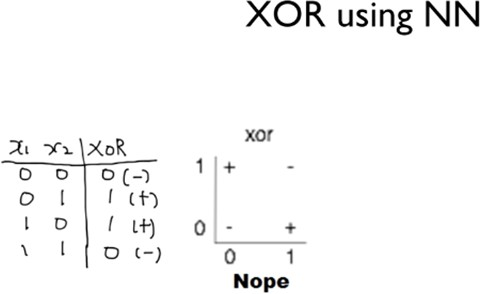 XOR using NN
x1 x2 XOR
0 0 0 (-)
0 1 1 (+)
1 0 1 (+)
1 1 0 (-)
xor
1 + -
0 - +
0 1
Nope